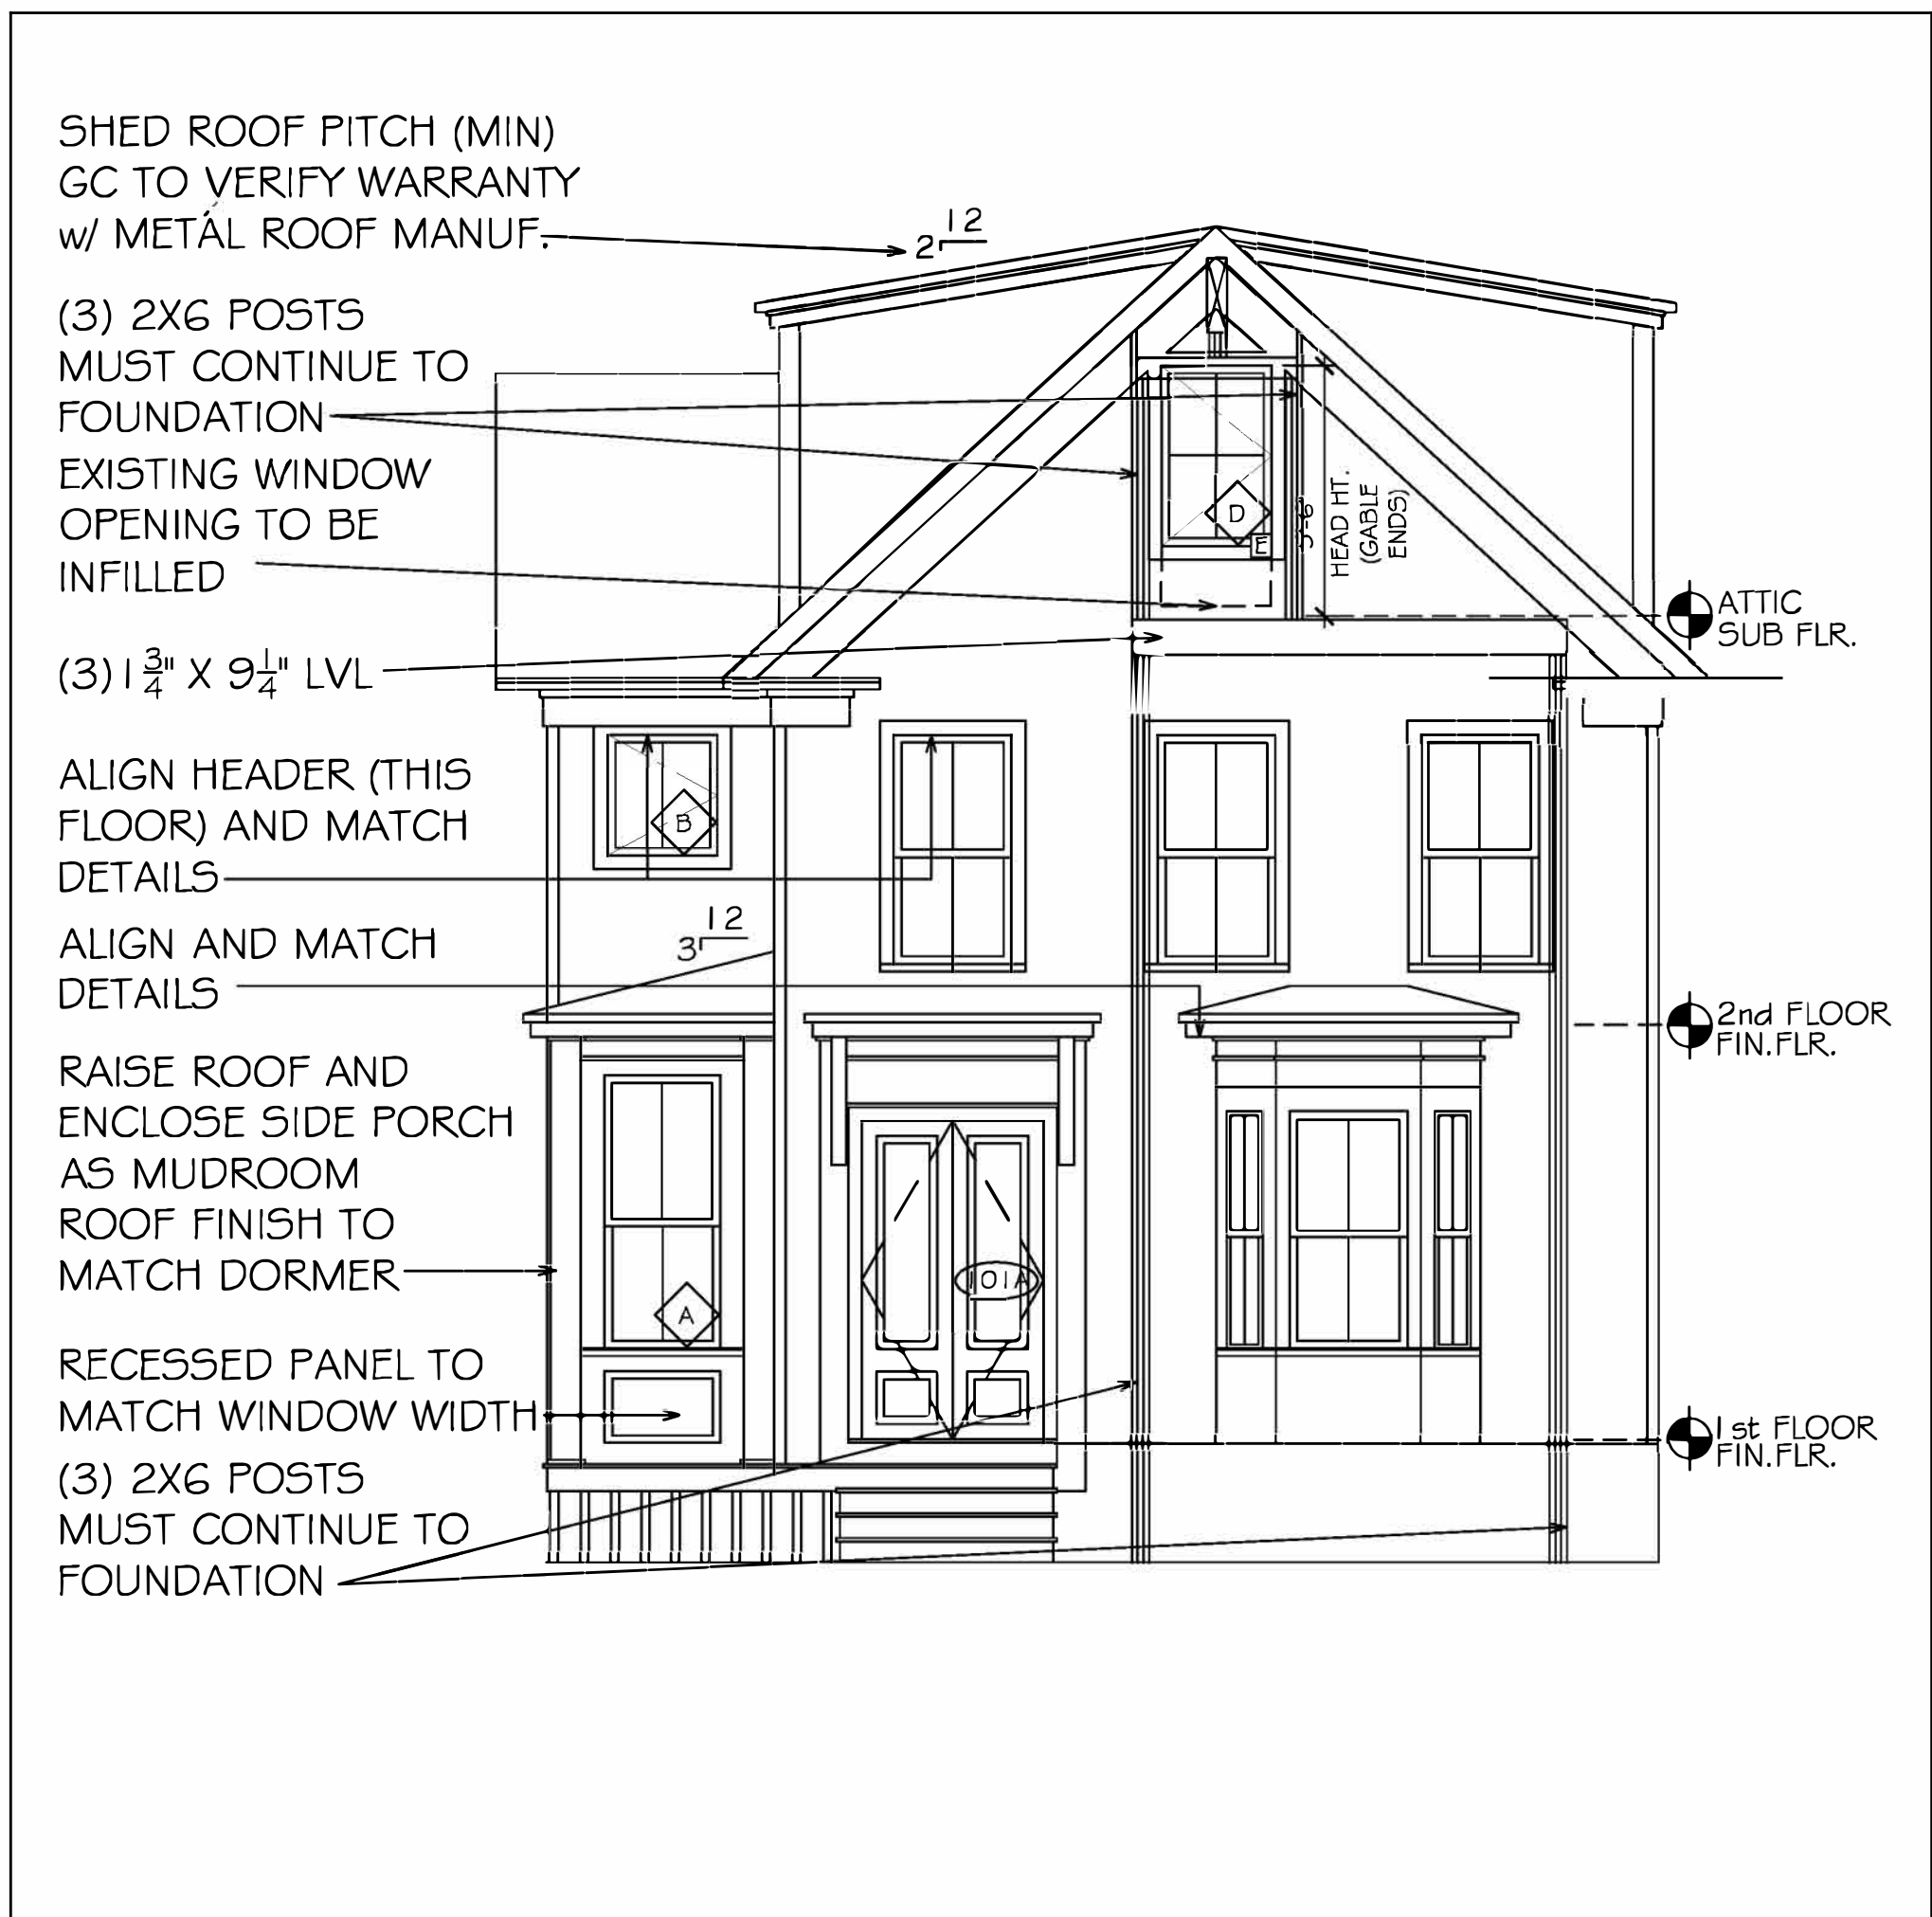 SHED ROOF PITCH (MIN)
GC TO VERIFY WARRANTY
w/ METAL ROOF MANUF.
12
2
(3) 2X6 POSTS
MUST CONTINUE TO
FOUNDATION
EXISTING WINDOW
OPENING TO BE
INFILLED
D
E
HEAD HT.
(GABLE
ENDS)
ATTIC
SUB FLR.
(3) 1 3/4" X 9 1/4" LVL
ALIGN HEADER (THIS
FLOOR) AND MATCH
DETAILS
B
12
3
ALIGN AND MATCH
DETAILS
2nd FLOOR
FIN.FLR.
RAISE ROOF AND
ENCLOSE SIDE PORCH
AS MUDROOM
ROOF FINISH TO
MATCH DORMER
101A
A
RECESSED PANEL TO
MATCH WINDOW WIDTH
1st FLOOR
FIN.FLR.
(3) 2X6 POSTS
MUST CONTINUE TO
FOUNDATION